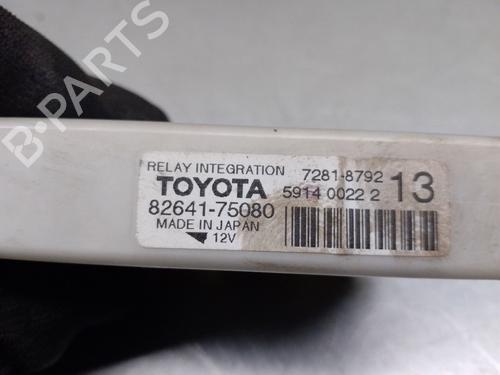 B-PARTS
RELAY INTEGRATION 7281-8792
TOYOTA 5914 0022 2 13
82641-75080
MADE IN JAPAN
12V